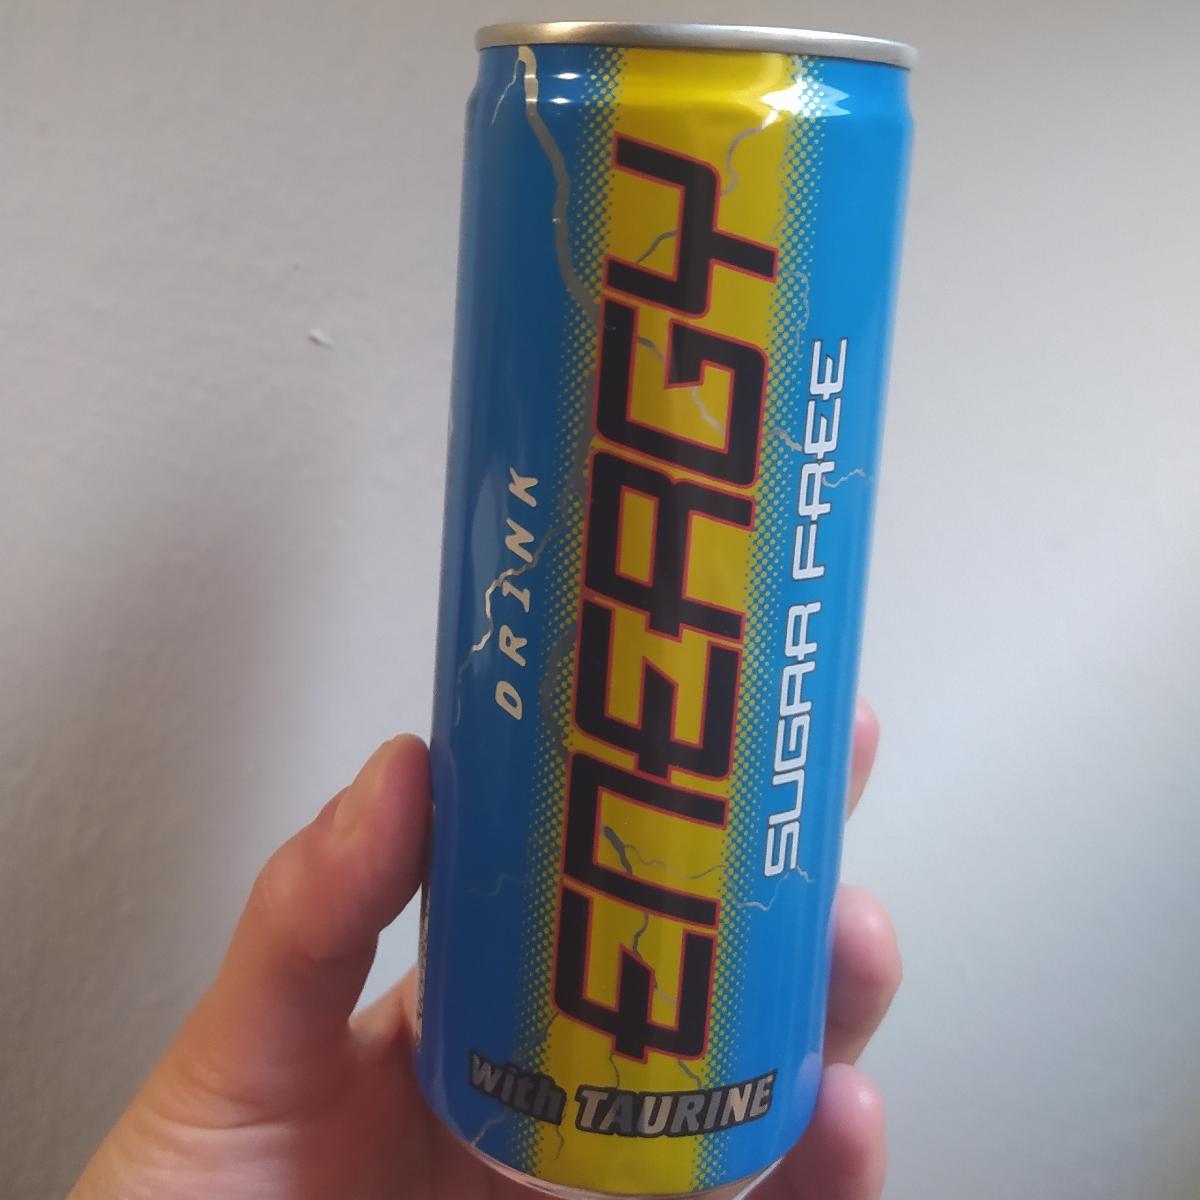 DRINK
ENERGY
SUGAR FREE
with TAURINE